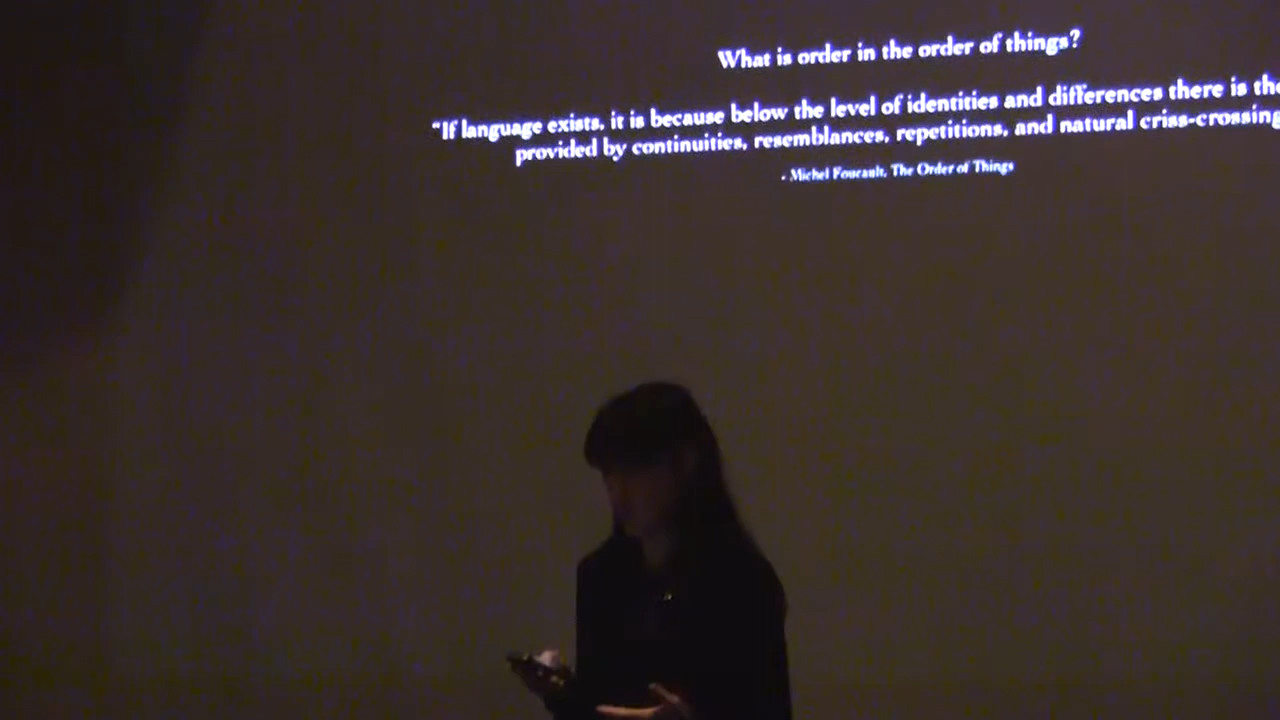 What is order in the order of things?
"If language exists, it is because below the level of identities and differences there is the
provided by continuities, resemblances, repetitions, and natural criss-crossing
- Michel Foucault, The Order of Things